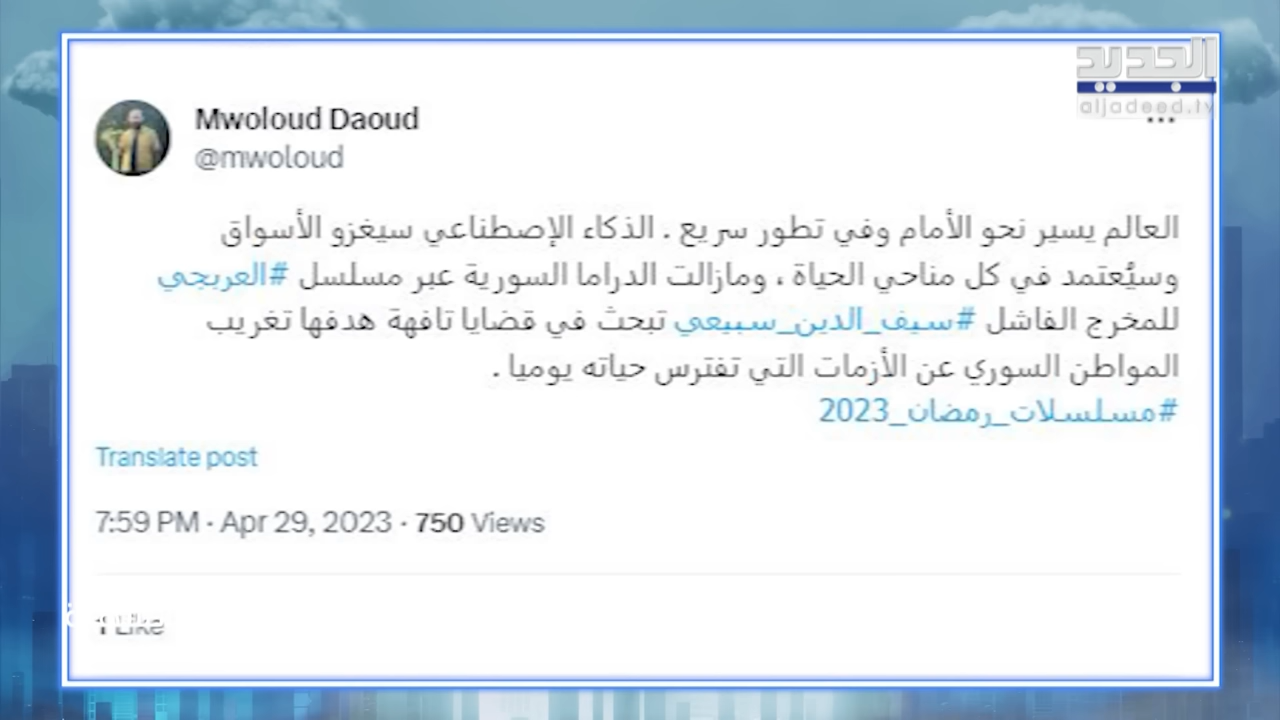 الجديد
aljadeed.tv
Mwoloud Daoud
@mwoloud
العالم يسير نحو الأمام وفي تطور سريع . الذكاء الإصطناعي سيغزو الأسواق
وسيُعتمد في كل مناحي الحياة ، ومازالت الدراما السورية عبر مسلسل #العربجي
للمخرج الفاشل #سيف_الدين_سبيعي تبحث في قضايا تافهة هدفها تغريب
المواطن السوري عن الأزمات التي تفترس حياته يوميا .
#مسلسلات_رمضان_2023
Translate post
7:59 PM · Apr 29, 2023 · 750 Views
Like